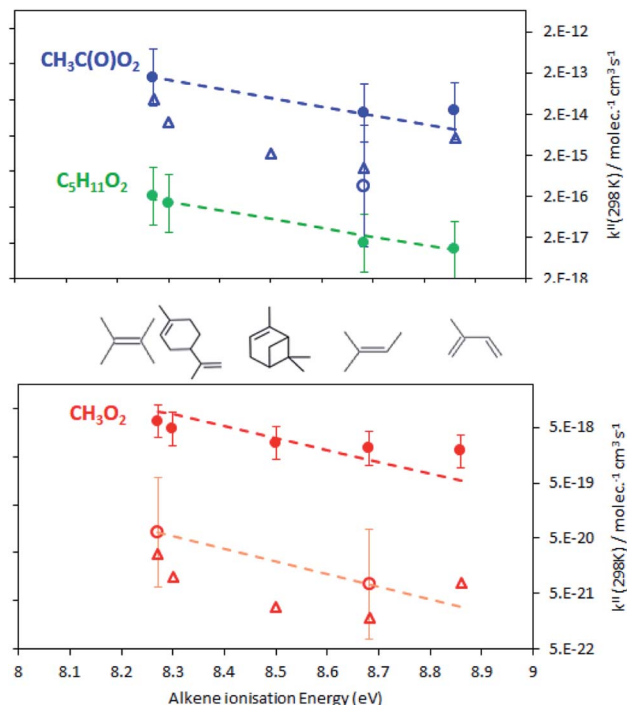 CH₃C(O)O₂
C₅H₁₁O₂
2.E-12
2.E-13
2.E-14
2.E-15
2.E-16
2.E-17
2.E-18
kᴵᴵ(298 K) / molec.⁻¹ cm³ s⁻¹
CH₃O₂
5.E-18
5.E-19
5.E-20
5.E-21
5.E-22
kᴵᴵ(298K) / molec.⁻¹ cm³ s⁻¹
8 8.1 8.2 8.3 8.4 8.5 8.6 8.7 8.8 8.9 9
Alkene ionisation Energy (eV)